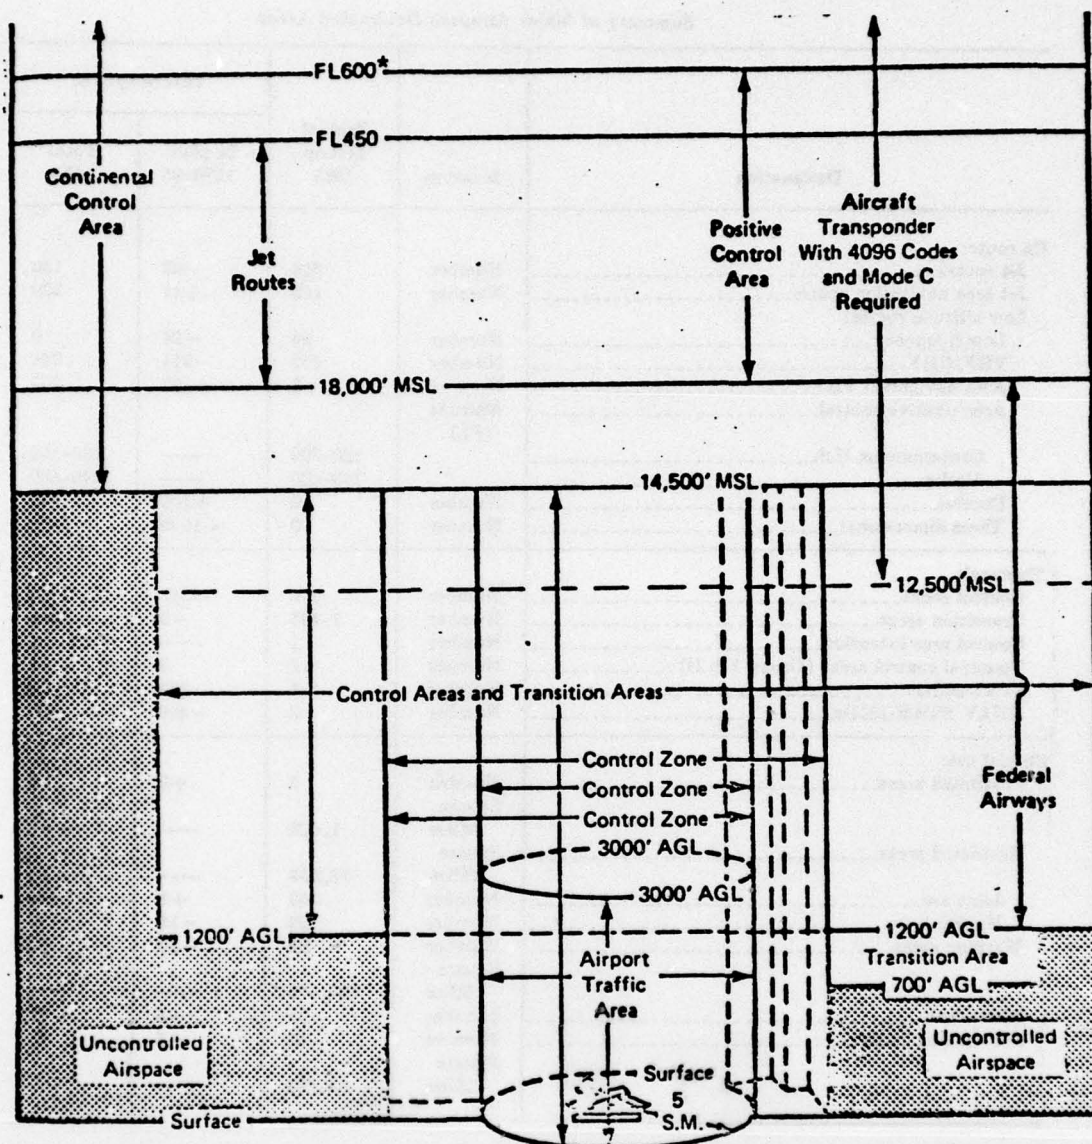 FL600*
FL450
Continental
Control
Area
Jet
Routes
Positive
Control
Area
Aircraft
Transponder
With 4096 Codes
and Mode C
Required
18,000' MSL
14,500' MSL
12,500' MSL
Control Areas and Transition Areas
Control Zone
Control Zone
Control Zone
Federal
Airways
3000' AGL
3000' AGL
1200' AGL
1200' AGL
Transition Area
700' AGL
Airport
Traffic
Area
Uncontrolled
Airspace
Uncontrolled
Airspace
Surface
5
S.M.
Surface